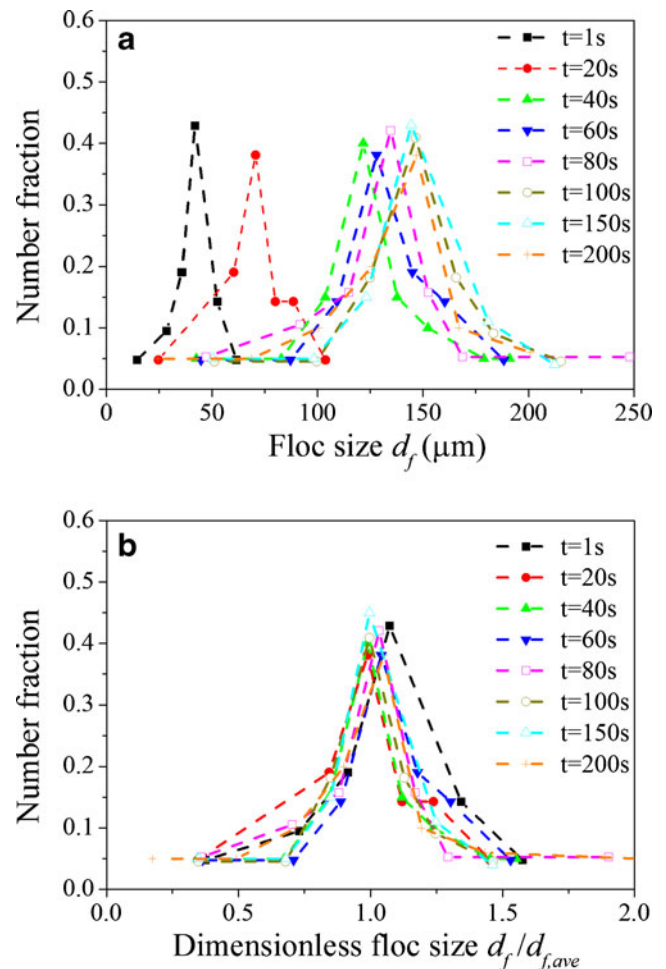 a
0.6
0.5
0.4
0.3
0.2
0.1
0.0
Number fraction
t=1s
t=20s
t=40s
t=60s
t=80s
t=100s
t=150s
t=200s
0 50 100 150 200 250
Floc size d_f (µm)
b
0.6
0.5
0.4
0.3
0.2
0.1
0.0
Number fraction
t=1s
t=20s
t=40s
t=60s
t=80s
t=100s
t=150s
t=200s
0.0 0.5 1.0 1.5 2.0
Dimensionless floc size d_f/d_f,ave